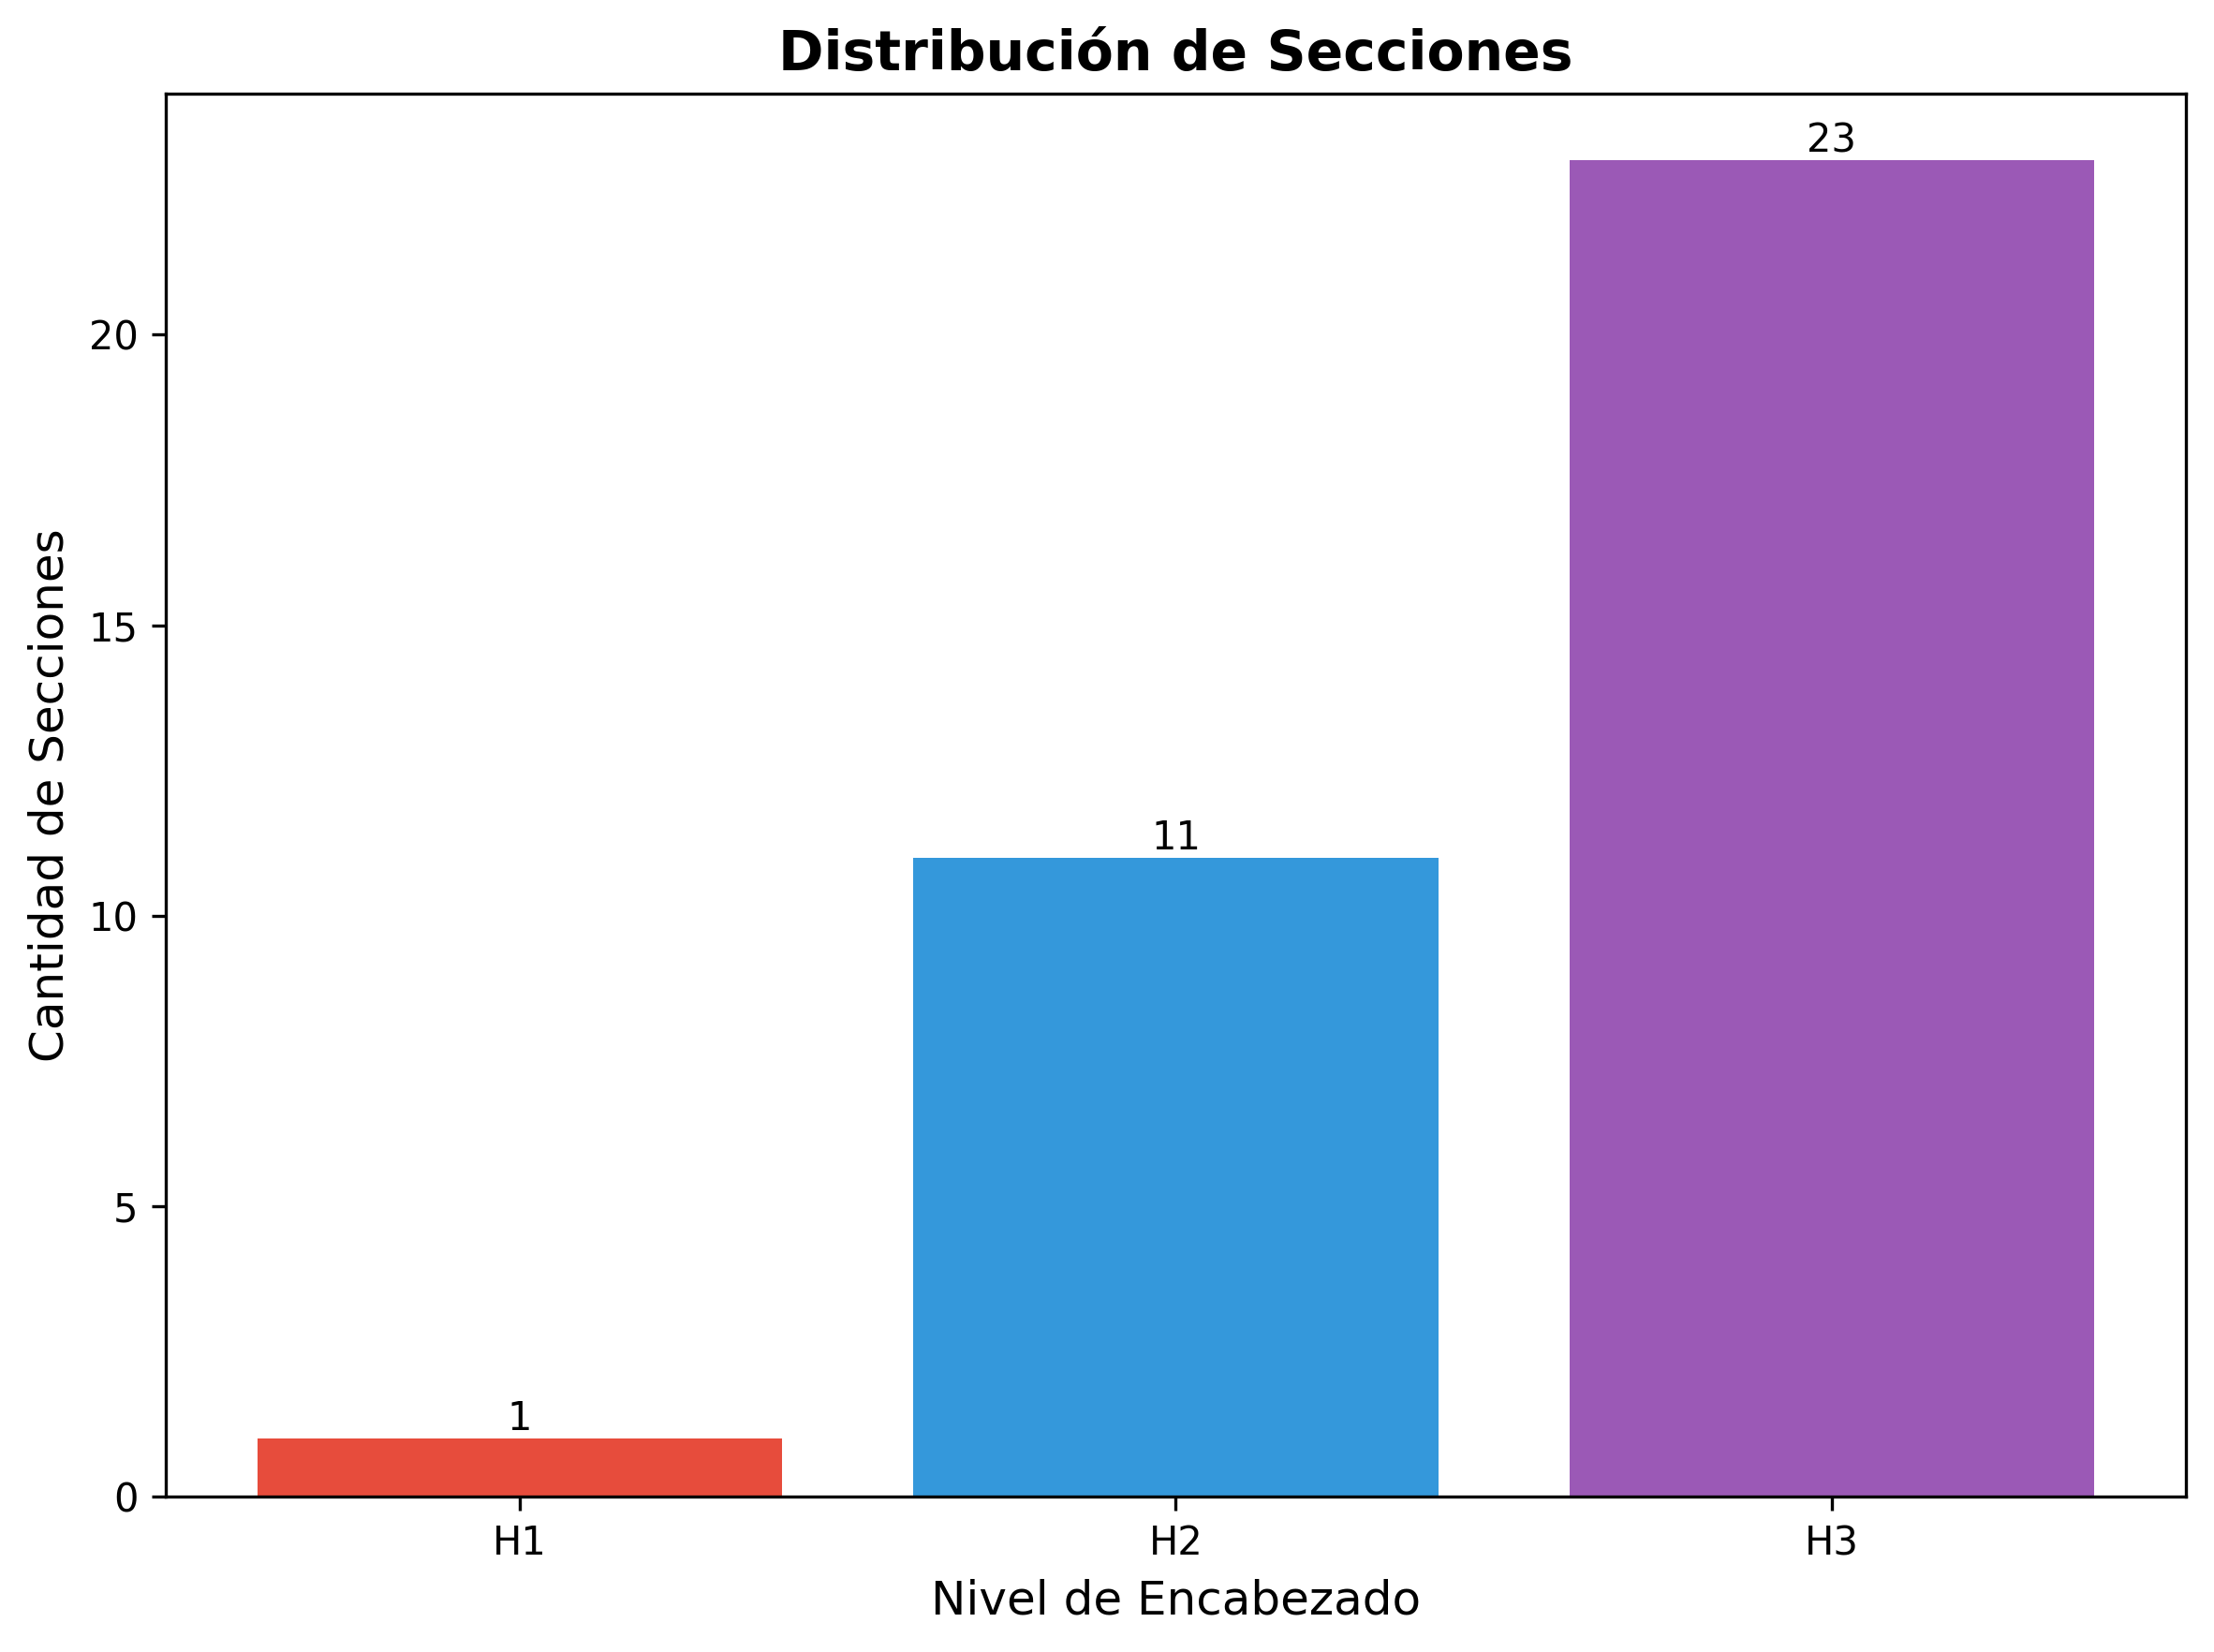 Distribución de Secciones
Cantidad de Secciones
20
15
10
5
0
1
11
23
H1
H2
H3
Nivel de Encabezado